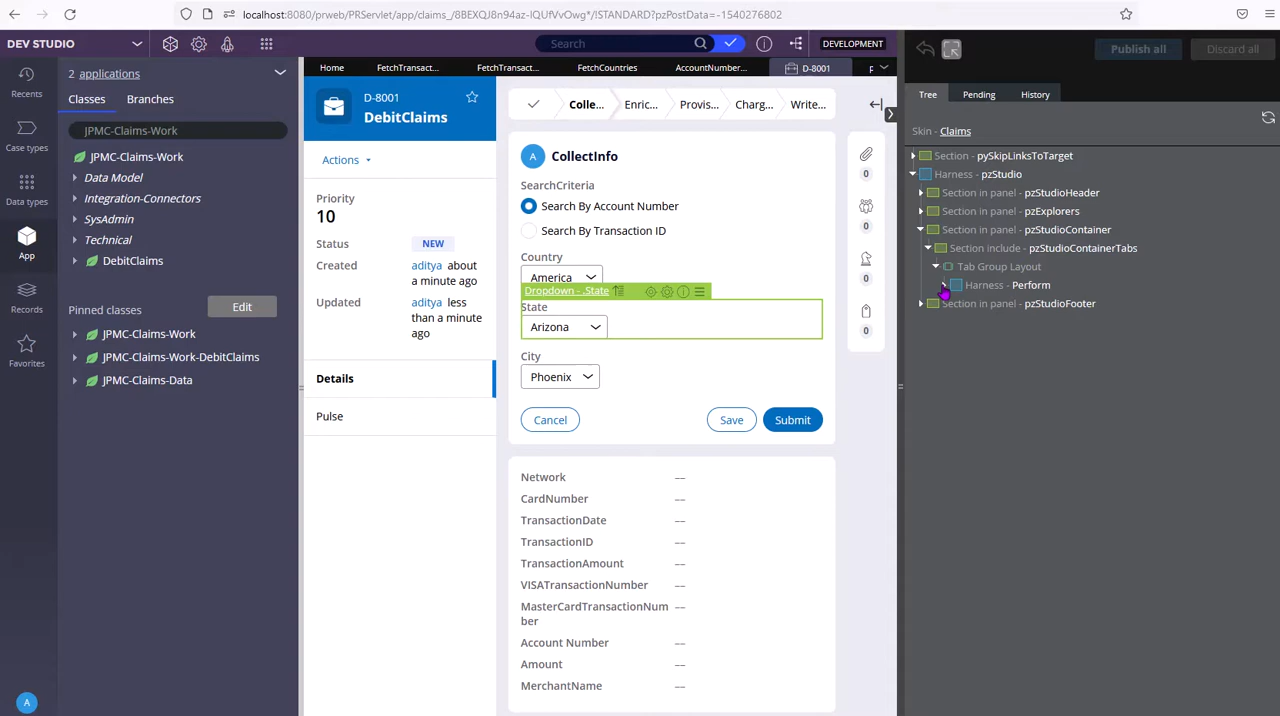 localhost:8080/prweb/PRServlet/app/claims_/8BEXQJ8n94az-IQUfVvOwg*/!STANDARD?pzPostData=-1540276802
DEV STUDIO
Search
DEVELOPMENT
Publish all
Discard all
Recents
Case types
Data types
App
Records
Favorites
A
2 applications
Classes
Branches
JPMC-Claims-Work
JPMC-Claims-Work
Data Model
Integration-Connectors
SysAdmin
Technical
DebitClaims
Pinned classes
Edit
JPMC-Claims-Work
JPMC-Claims-Work-DebitClaims
JPMC-Claims-Data
Home
FetchTransact...
FetchTransact...
FetchCountries
AccountNumber...
D-8001
D-8001
DebitClaims
Actions
Priority
10
Status
NEW
Created
aditya about a minute ago
Updated
aditya less than a minute ago
Details
Pulse
Colle...
Enric...
Provis...
Charg...
Write...
A
CollectInfo
SearchCriteria
Search By Account Number
Search By Transaction ID
Country
America
Dropdown - .State
State
Arizona
City
Phoenix
Cancel
Save
Submit
Network --
CardNumber --
TransactionDate --
TransactionID --
TransactionAmount --
VISATransactionNumber --
MasterCardTransactionNum --
ber
Account Number --
Amount --
MerchantName --
0
0
0
0
Tree
Pending
History
Skin - Claims
Section - pySkipLinksToTarget
Harness - pzStudio
Section in panel - pzStudioHeader
Section in panel - pzExplorers
Section in panel - pzStudioContainer
Section include - pzStudioContainerTabs
Tab Group Layout
Harness - Perform
Section in panel - pzStudioFooter